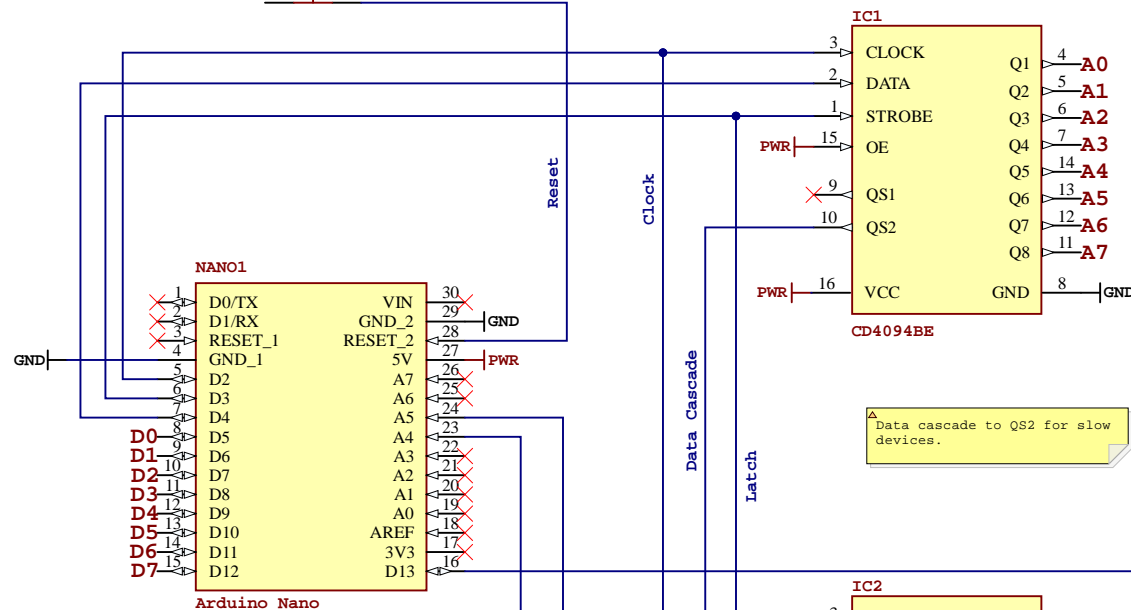 IC1
3 CLOCK
2 DATA
1 STROBE
PWR 15 OE
9 QS1
10 QS2
PWR 16 VCC
Q1 4 A0
Q2 5 A1
Q3 6 A2
Q4 7 A3
Q5 14 A4
Q6 13 A5
Q7 12 A6
Q8 11 A7
GND 8 GND
CD4094BE
Reset
Clock
Data Cascade
Latch
NANO1
1 D0/TX
2 D1/RX
3 RESET_1
GND 4 GND_1
5 D2
6 D3
7 D4
D0 8 D5
D1 9 D6
D2 10 D7
D3 11 D8
D4 12 D9
D5 13 D10
D6 14 D11
D7 15 D12
VIN 30
GND_2 29 GND
RESET_2 28
5V 27 PWR
A7 26
A6 25
A5 24
A4 23
A3 22
A2 21
A1 20
A0 19
AREF 18
3V3 17
D13 16
Arduino Nano
Data cascade to QS2 for slow
devices.
IC2